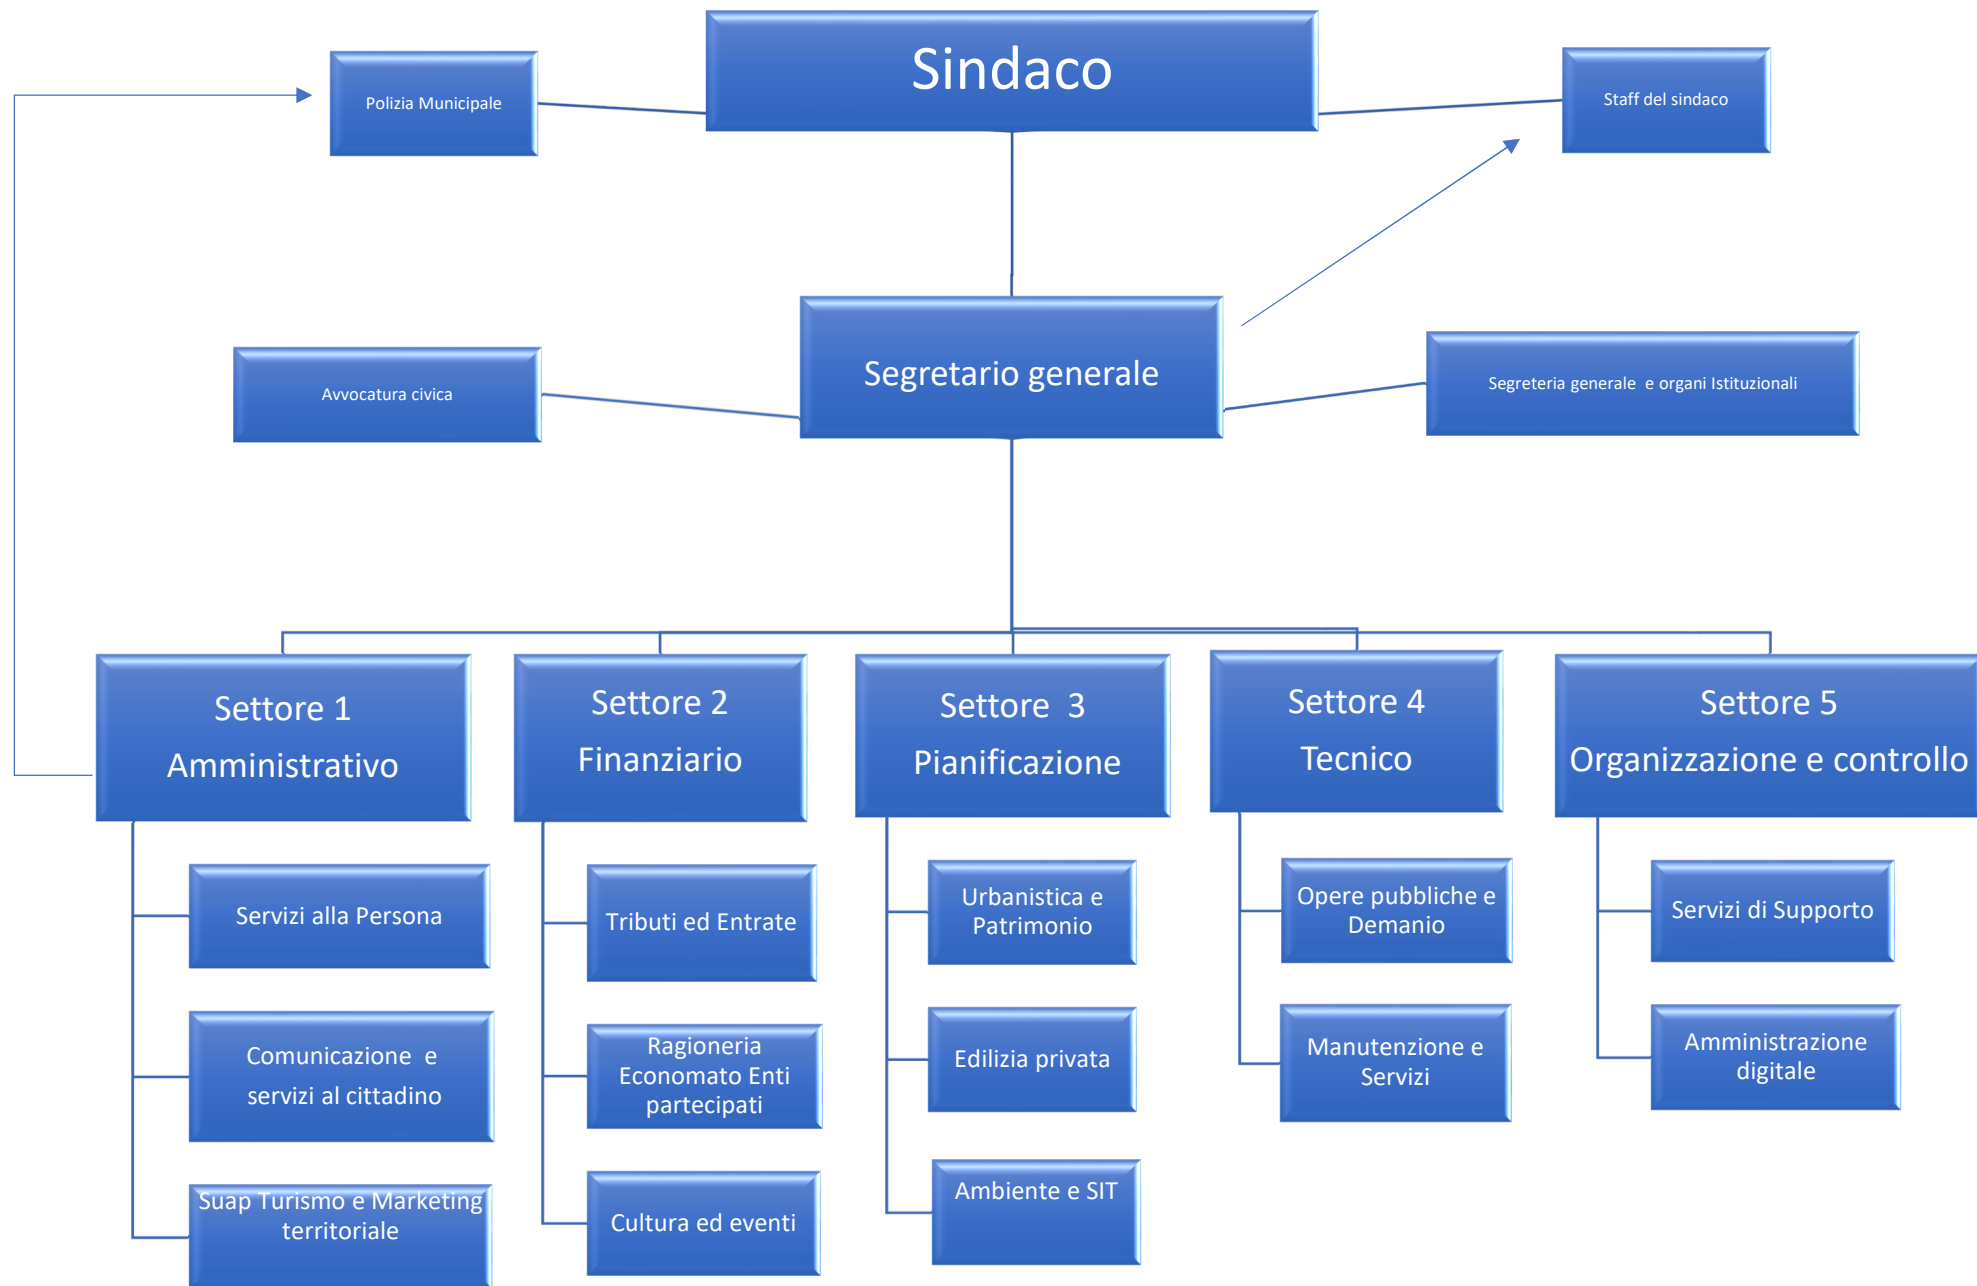 Sindaco
Polizia Municipale
Staff del sindaco
Segretario generale
Avvocatura civica
Segreteria generale  e organi Istituzionali
Settore 1
Amministrativo
Settore 2
Finanziario
Settore  3
Pianificazione
Settore 4
Tecnico
Settore 5
Organizzazione e controllo
Servizi alla Persona
Comunicazione  e
servizi al cittadino
Suap Turismo e Marketing
territoriale
Tributi ed Entrate
Ragioneria
Economato Enti
partecipati
Cultura ed eventi
Urbanistica e
Patrimonio
Edilizia privata
Ambiente e SIT
Opere pubbliche e
Demanio
Manutenzione e
Servizi
Servizi di Supporto
Amministrazione
digitale